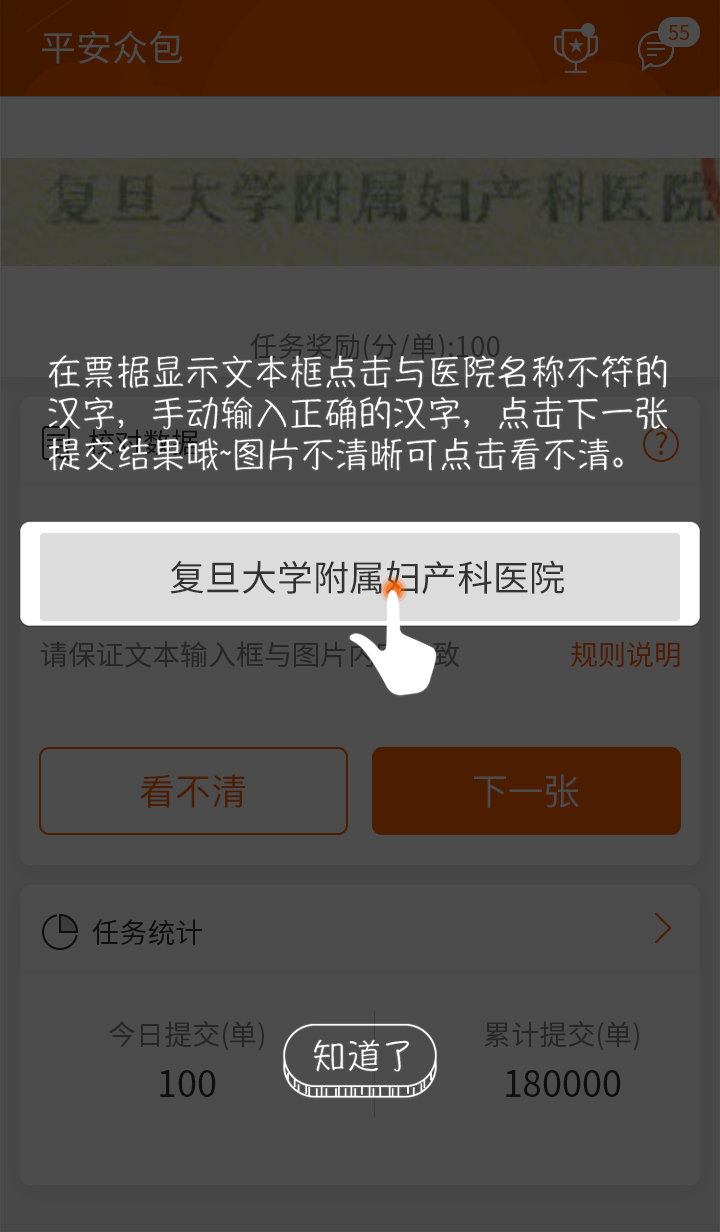 平安众包
55
复旦大学附属妇产科医院
任务奖励(分/单):100
在票据显示文本框点击与医院名称不符的
汉字，手动输入正确的汉字，点击下一张
提交结果哦~图片不清晰可点击看不清。
校对数据
?
复旦大学附属妇产科医院
请保证文本输入框与图片内
致
规则说明
看不清
下一张
任务统计
今日提交(单)
累计提交(单)
100
180000
知道了